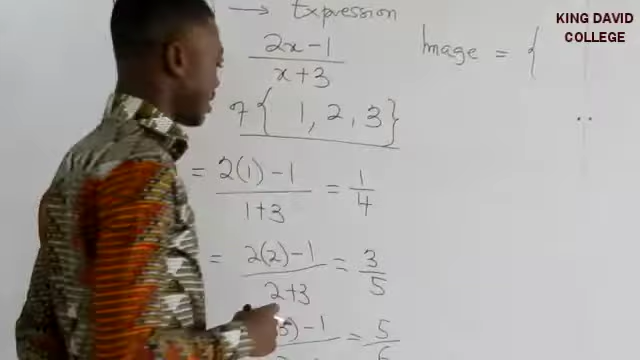 → Expression
KING DAVID
COLLEGE
2x-1
x+3
Image = {
{ 1, 2, 3 }
= 2(1)-1 = 1
1+3 4
= 2(2)-1 = 3
2+3 5
)-1 = 5
6